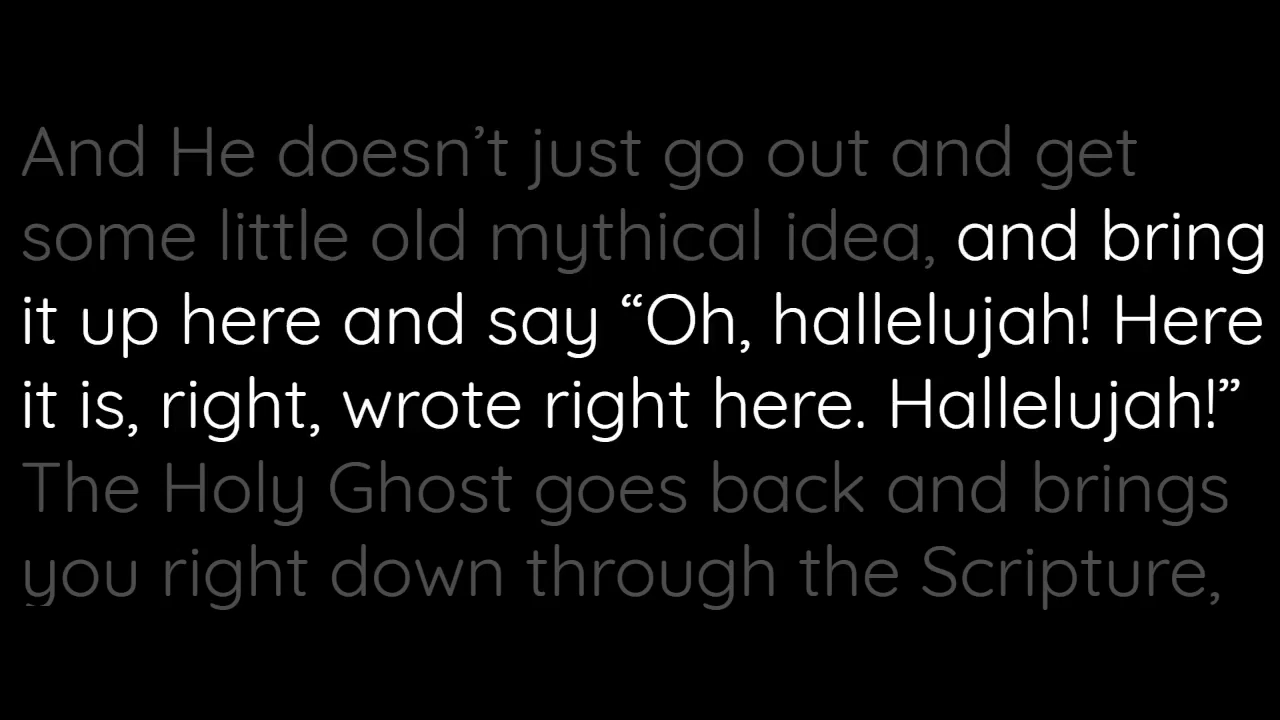 And He doesn’t just go out and get
some little old mythical idea, and bring
it up here and say “Oh, hallelujah! Here
it is, right, wrote right here. Hallelujah!”
The Holy Ghost goes back and brings
you right down through the Scripture,